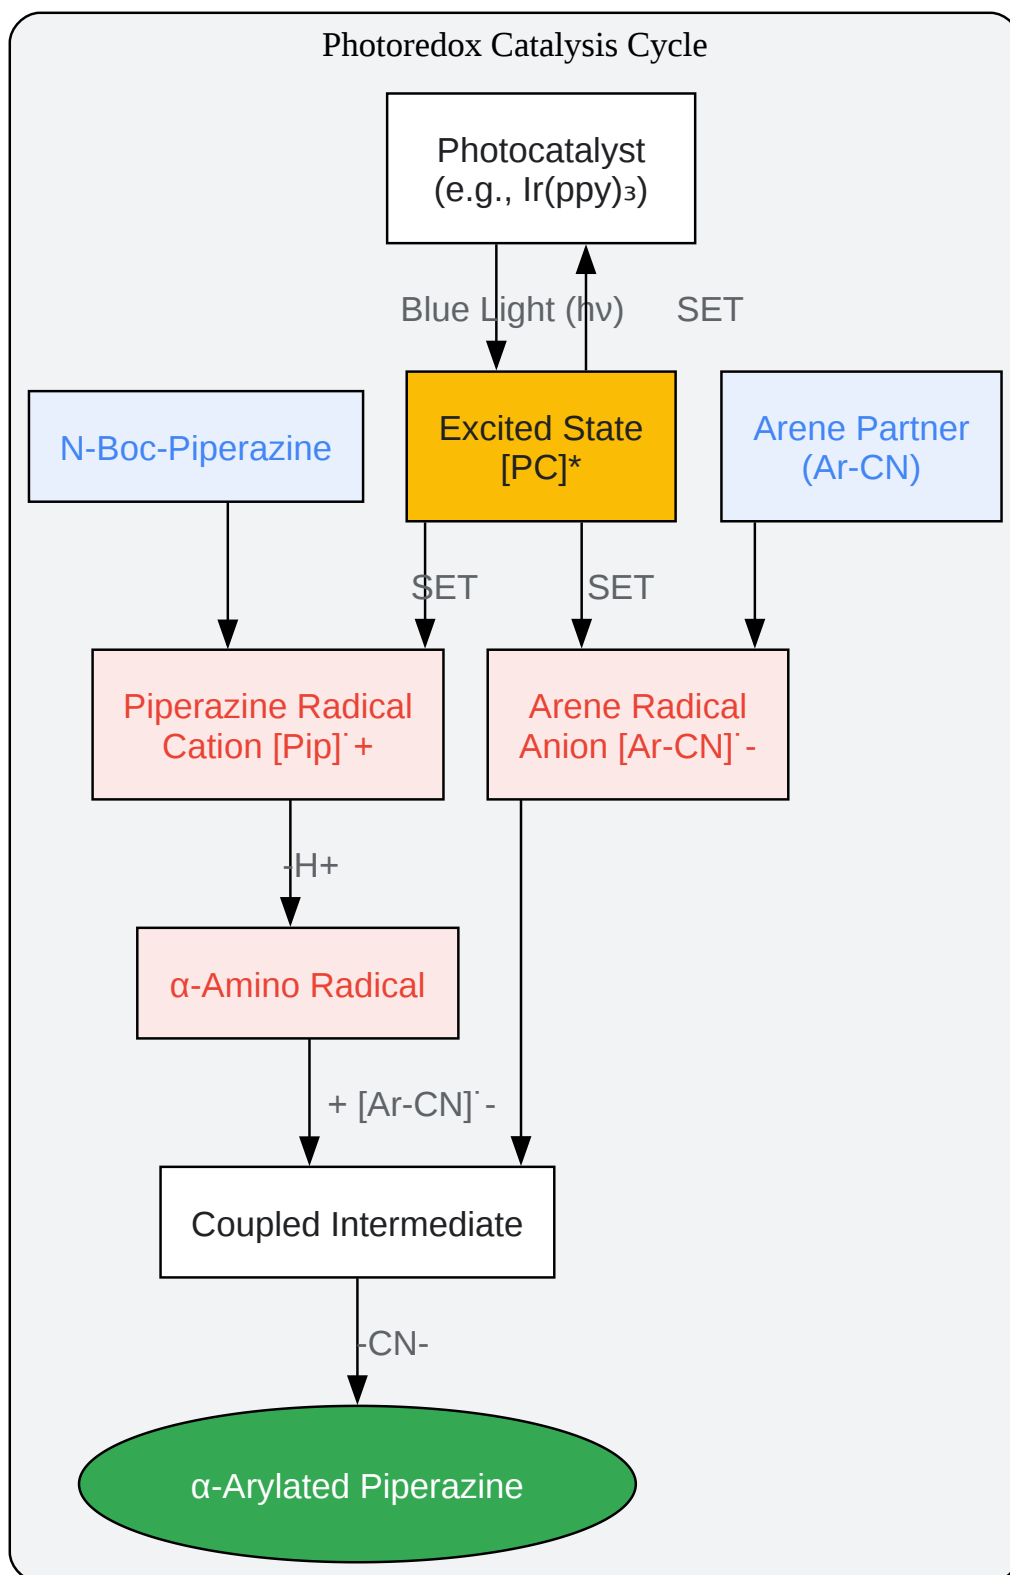 Photoredox Catalysis Cycle
Photocatalyst
(e.g., Ir(ppy)₃)
Blue Light (hν)
SET
N-Boc-Piperazine
Excited State
[PC]*
Arene Partner
(Ar-CN)
SET
SET
Piperazine Radical
Cation [Pip]˙+
Arene Radical
Anion [Ar-CN]˙-
-H+
α-Amino Radical
+ [Ar-CN]˙-
Coupled Intermediate
-CN-
α-Arylated Piperazine